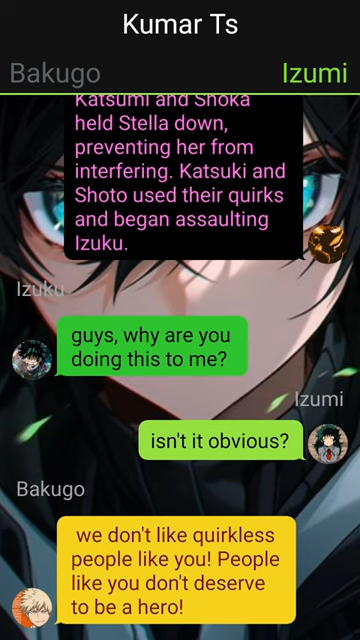 Kumar Ts
Bakugo
Izumi
Katsumi and Shoka
held Stella down,
preventing her from
interfering. Katsuki and
Shoto used their quirks
and began assaulting
Izuku.
Izuku
guys, why are you
doing this to me?
Izumi
isn't it obvious?
Bakugo
we don't like quirkless
people like you! People
like you don't deserve
to be a hero!